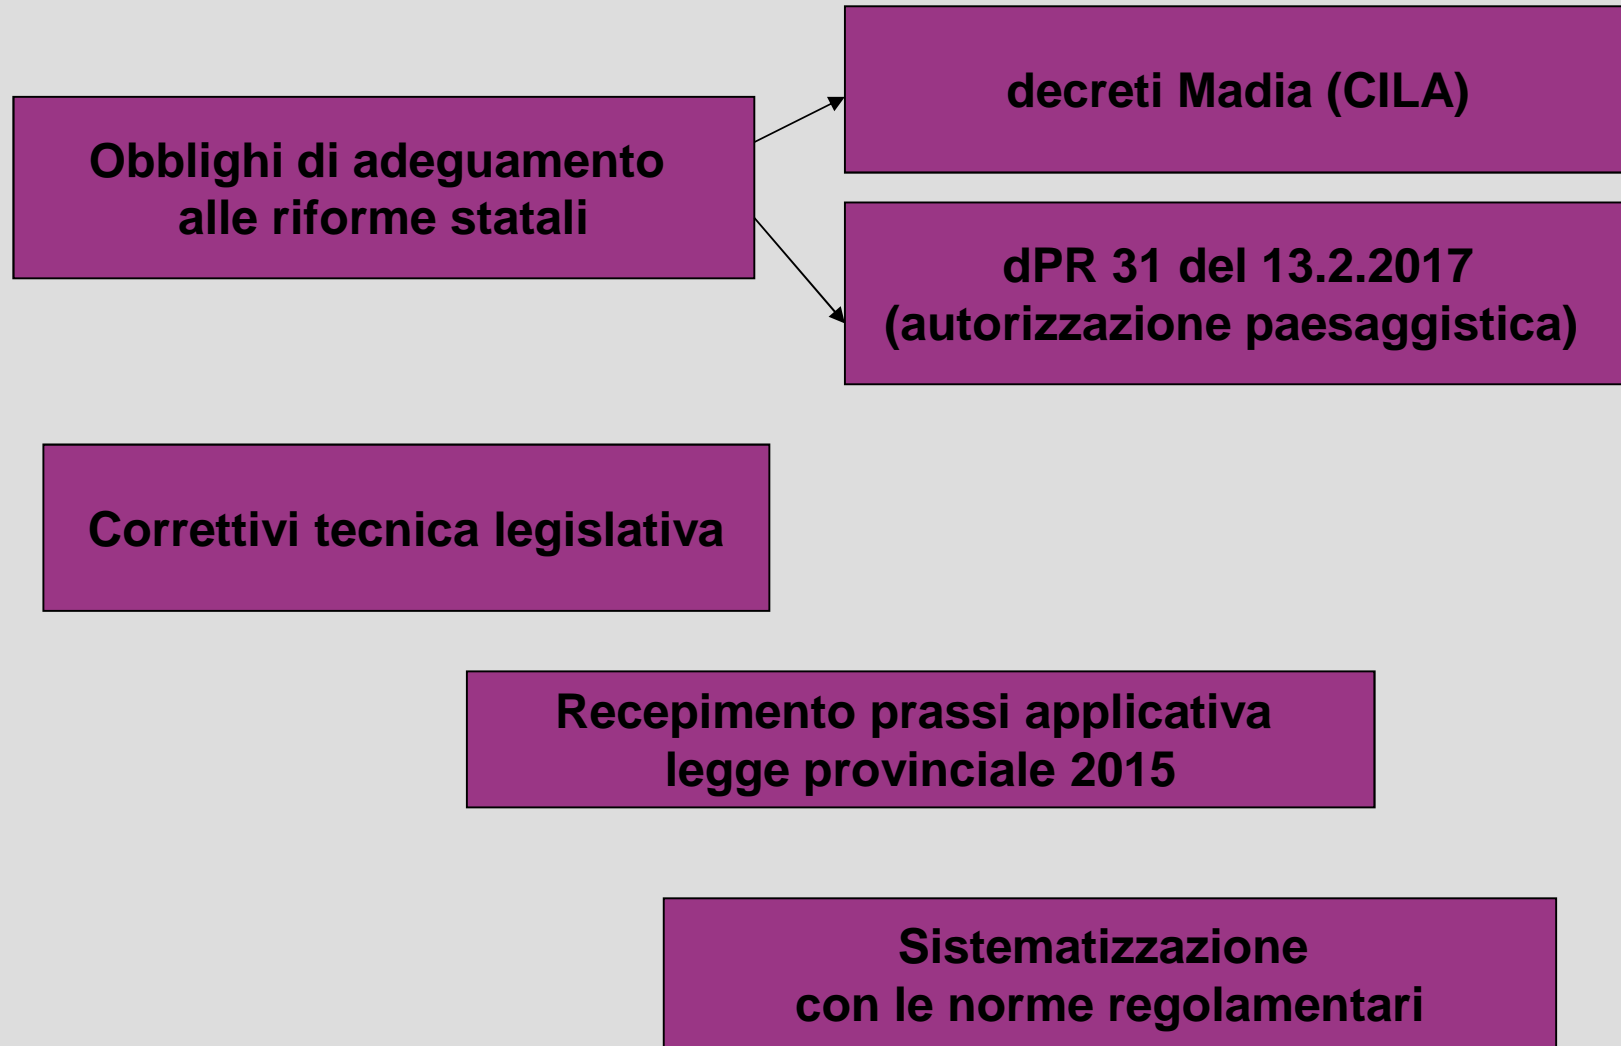 Obblighi di adeguamento
alle riforme statali
decreti Madia (CILA)
dPR 31 del 13.2.2017
(autorizzazione paesaggistica)
Correttivi tecnica legislativa
Recepimento prassi applicativa
legge provinciale 2015
Sistematizzazione
con le norme regolamentari